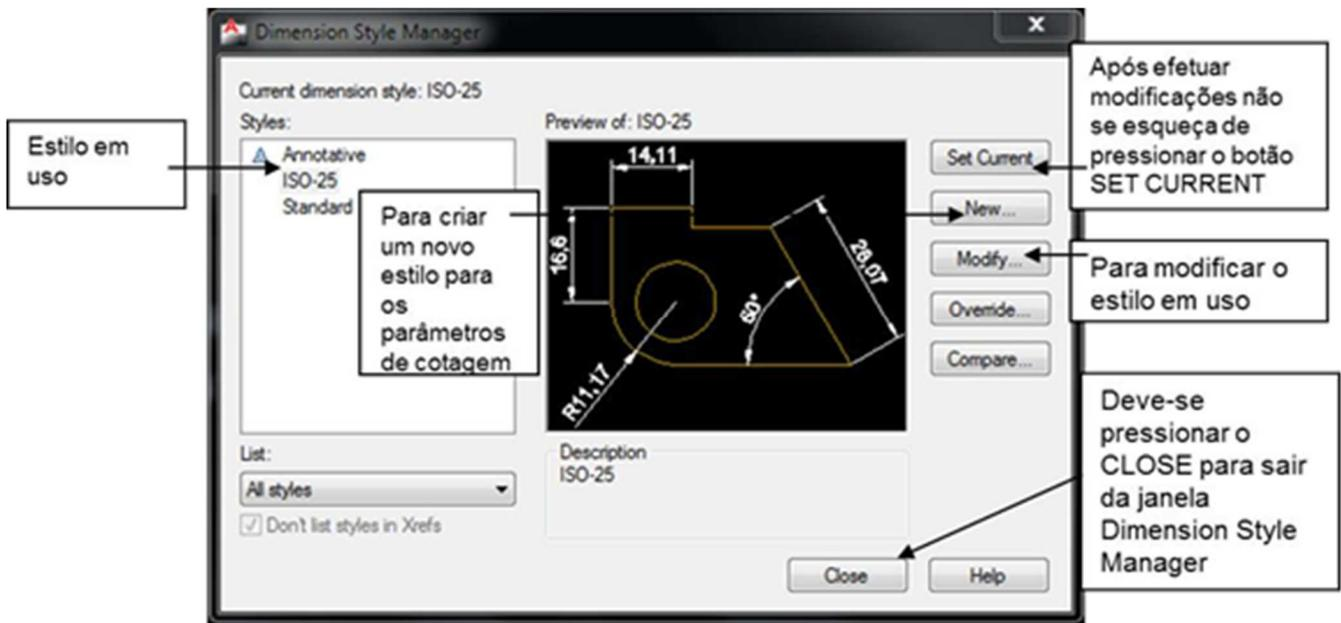 Dimension Style Manager
Current dimension style: ISO-25
Styles:
Annotative
ISO-25
Standard
Preview of: ISO-25
14,11
16,6
28,07
60°
R11,17
Set Current
New...
Modify...
Override...
Compare...
List:
All styles
Don't list styles in Xrefs
Description
ISO-25
Close
Help
Estilo em
uso
Para criar
um novo
estilo para
os
parâmetros
de cotagem
Após efetuar
modificações não
se esqueça de
pressionar o botão
SET CURRENT
Para modificar o
estilo em uso
Deve-se
pressionar o
CLOSE para sair
da janela
Dimension Style
Manager